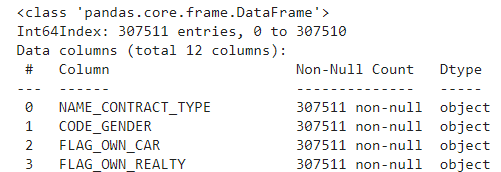 <class 'pandas.core.frame.DataFrame'>
Int64Index: 307511 entries, 0 to 307510
Data columns (total 12 columns):
 #   Column                        Non-Null Count   Dtype
---  ------                        --------------   -----
 0   NAME_CONTRACT_TYPE            307511 non-null  object
 1   CODE_GENDER                   307511 non-null  object
 2   FLAG_OWN_CAR                  307511 non-null  object
 3   FLAG_OWN_REALTY               307511 non-null  object